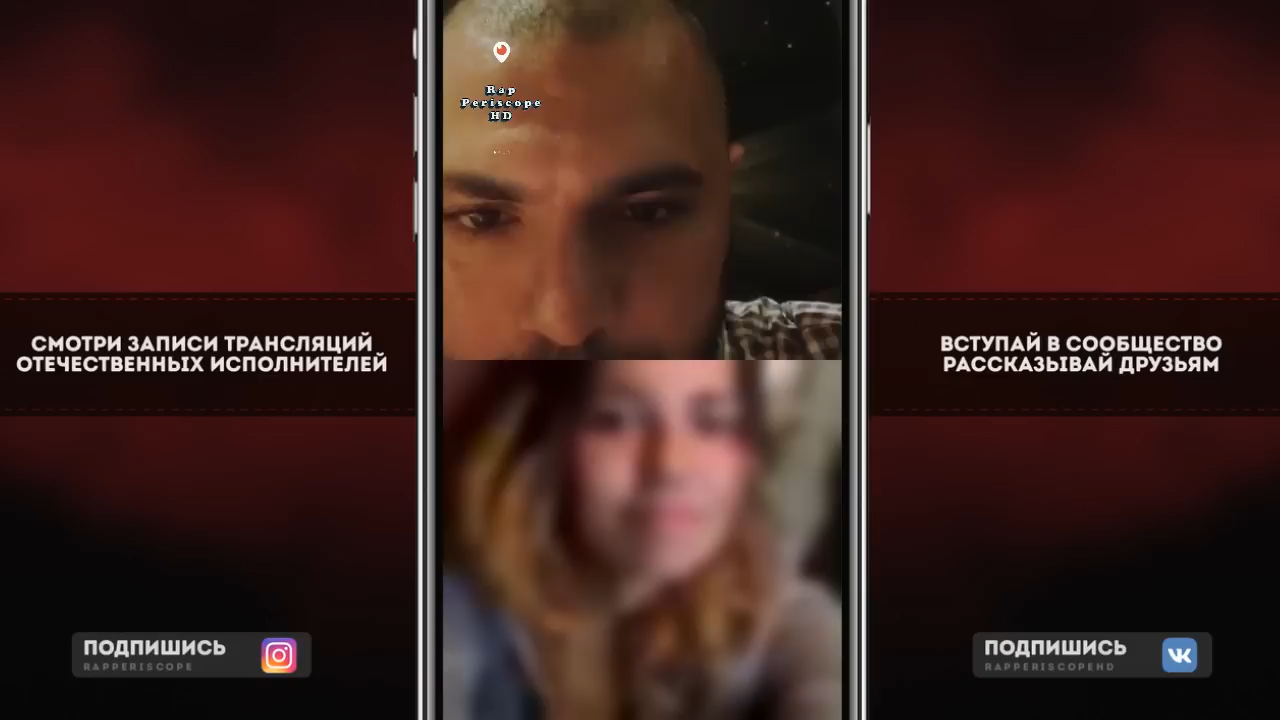 Rap
Periscope
HD
СМОТРИ ЗАПИСИ ТРАНСЛЯЦИЙ
ОТЕЧЕСТВЕННЫХ ИСПОЛНИТЕЛЕЙ
ВСТУПАЙ В СООБЩЕСТВО
РАССКАЗЫВАЙ ДРУЗЬЯМ
ПОДПИШИСЬ
RAPPERISCOPE
ПОДПИШИСЬ
RAPPERISCOPEHD